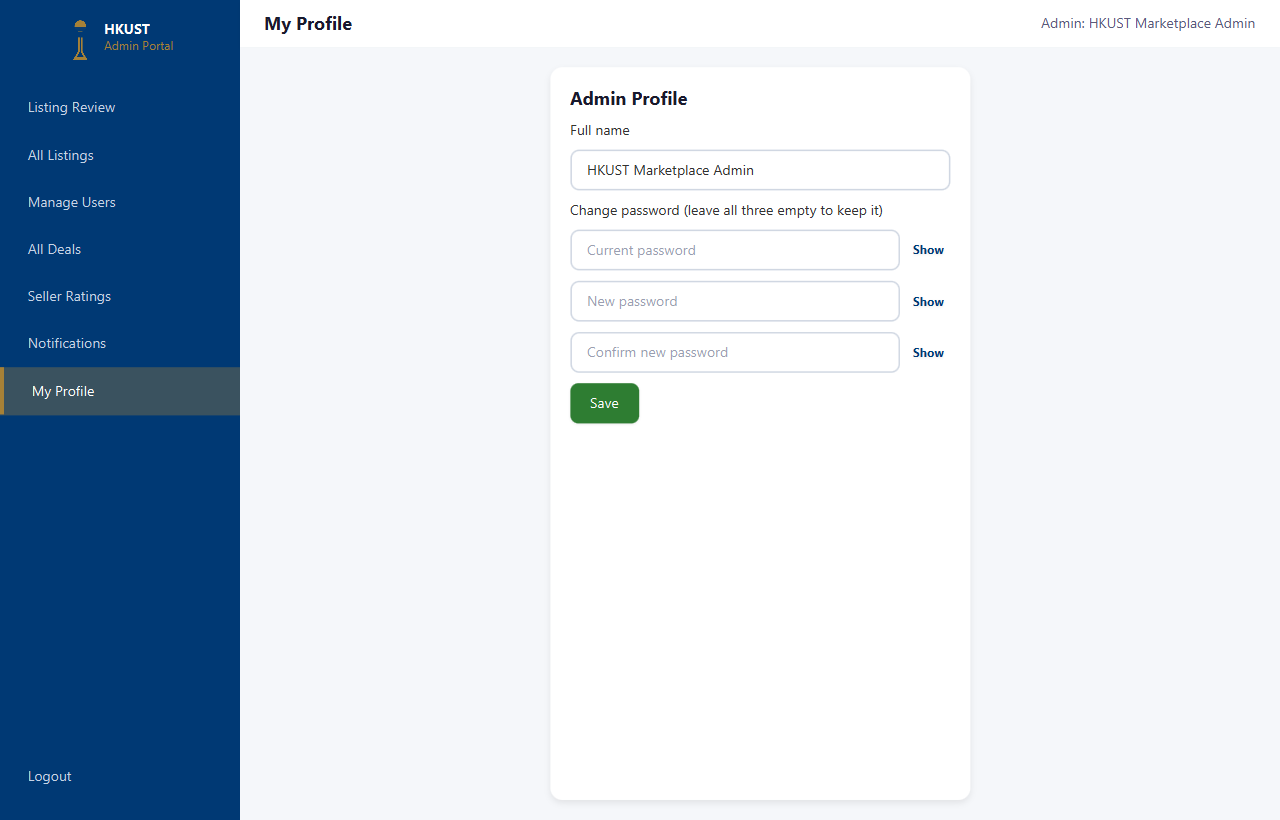 HKUST
Admin Portal
Listing Review
All Listings
Manage Users
All Deals
Seller Ratings
Notifications
My Profile
Logout
My Profile
Admin: HKUST Marketplace Admin
Admin Profile
Full name
HKUST Marketplace Admin
Change password (leave all three empty to keep it)
Current password Show
New password Show
Confirm new password Show
Save